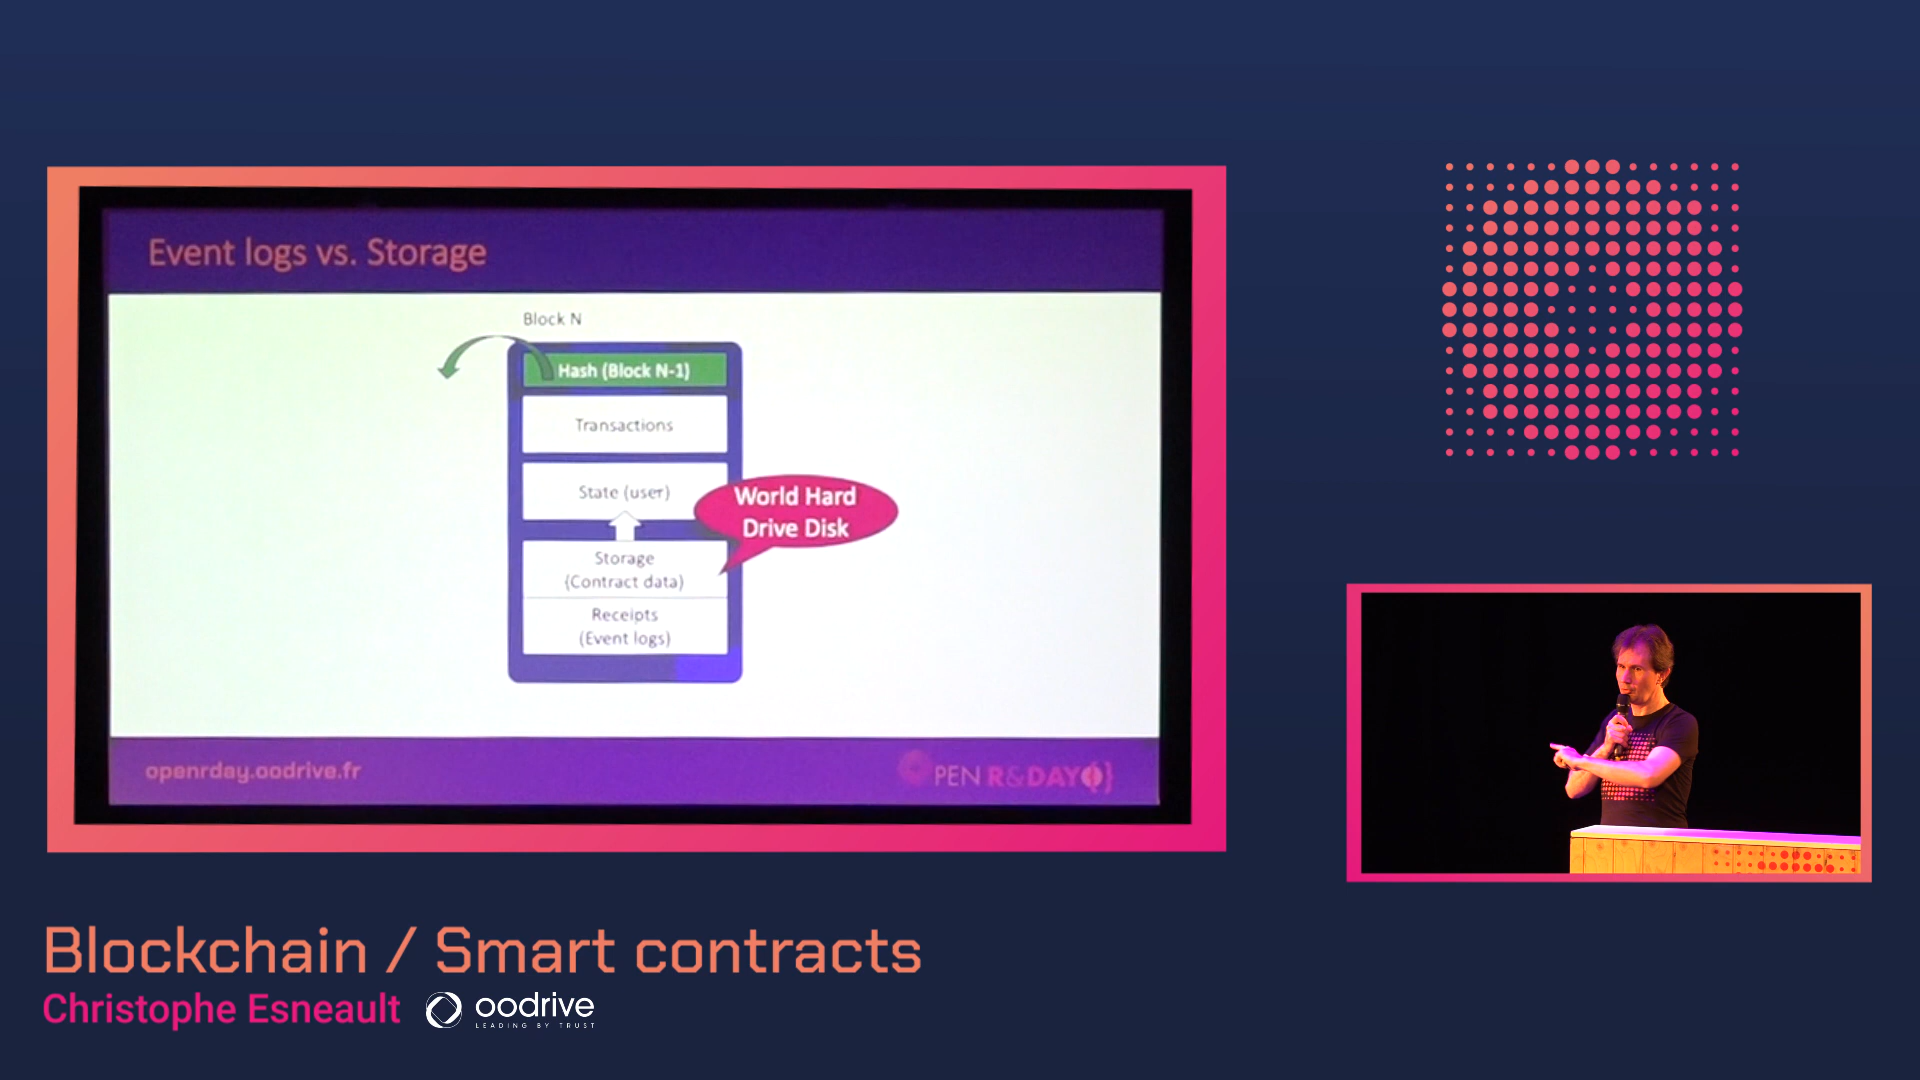 Event logs vs. Storage
Block N
Hash (Block N-1)
Transactions
State (user)
World Hard
Drive Disk
Storage
(Contract data)
Receipts
(Event logs)
openrday.oodrive.fr
OPEN R&DAY{}
Blockchain / Smart contracts
Christophe Esneault
oodrive
LEADING BY TRUST